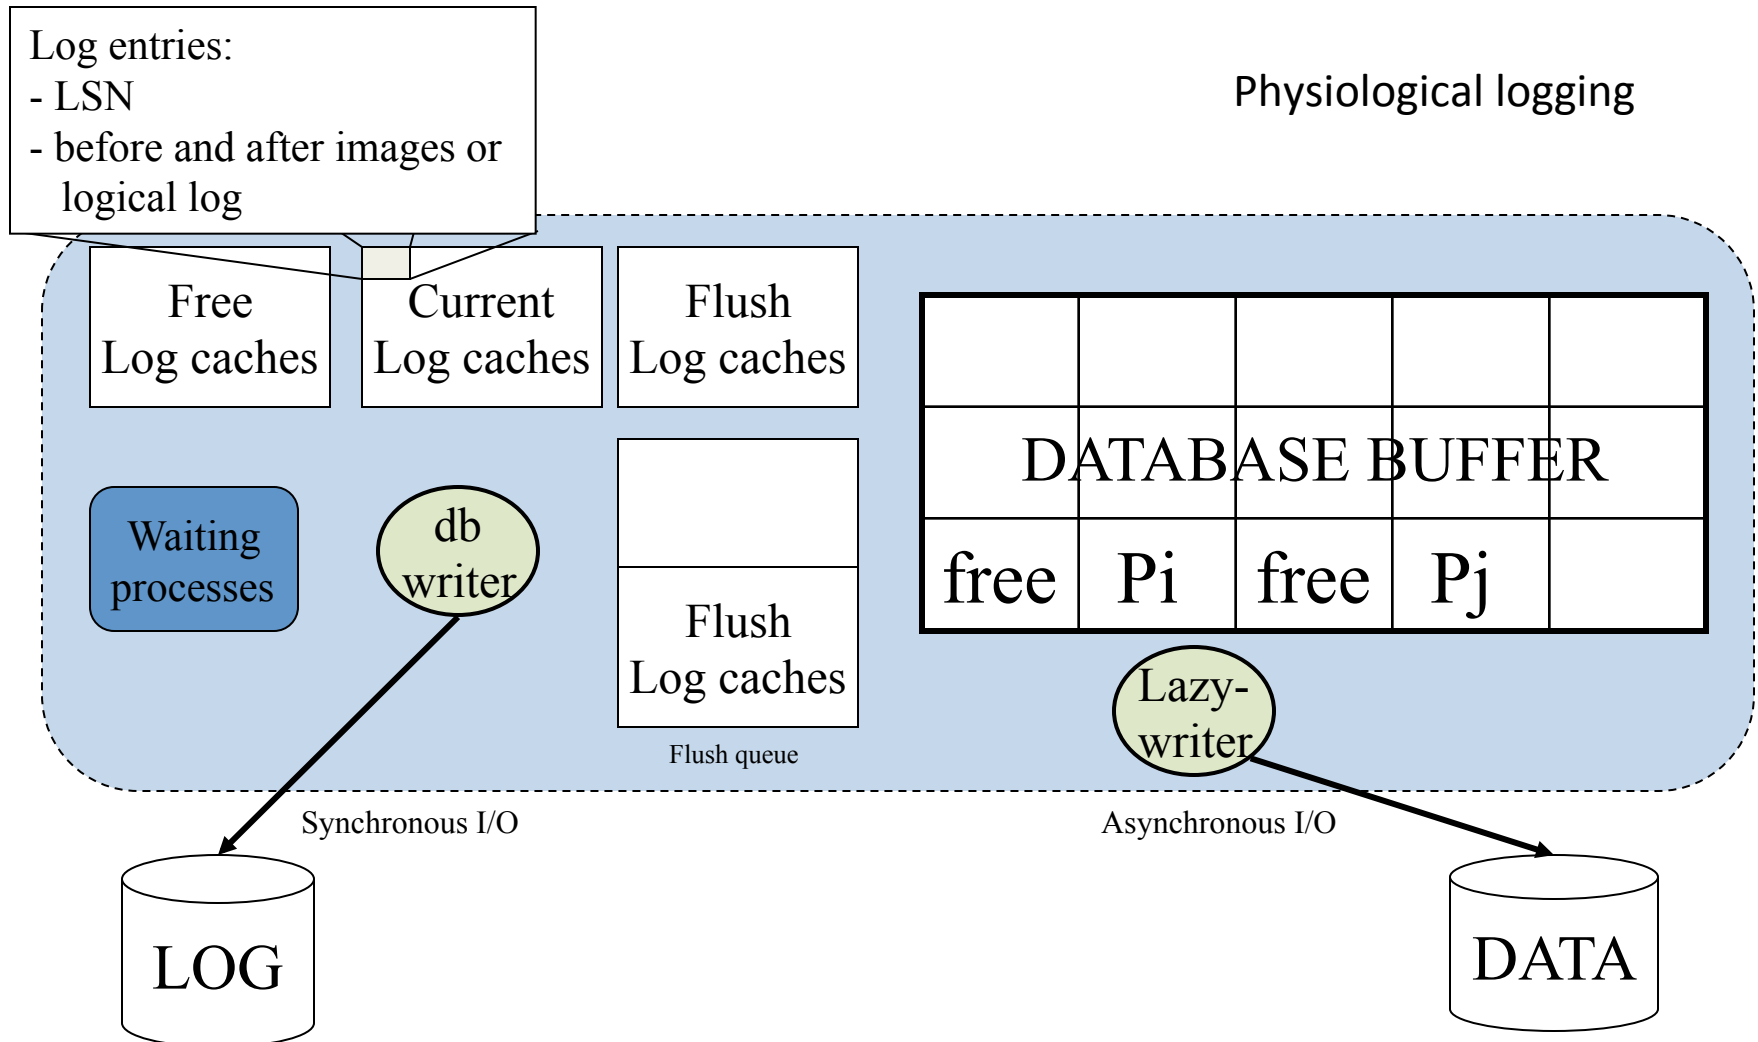 Log entries:
- LSN
- before and after images or
logical log
Physiological logging
Free
Log caches
Current
Log caches
Flush
Log caches
DATABASE BUFFER
free
Pi
free
Pj
Waiting
processes
db
writer
Flush
Log caches
Flush queue
Lazy-
writer
Synchronous I/O
Asynchronous I/O
LOG
DATA